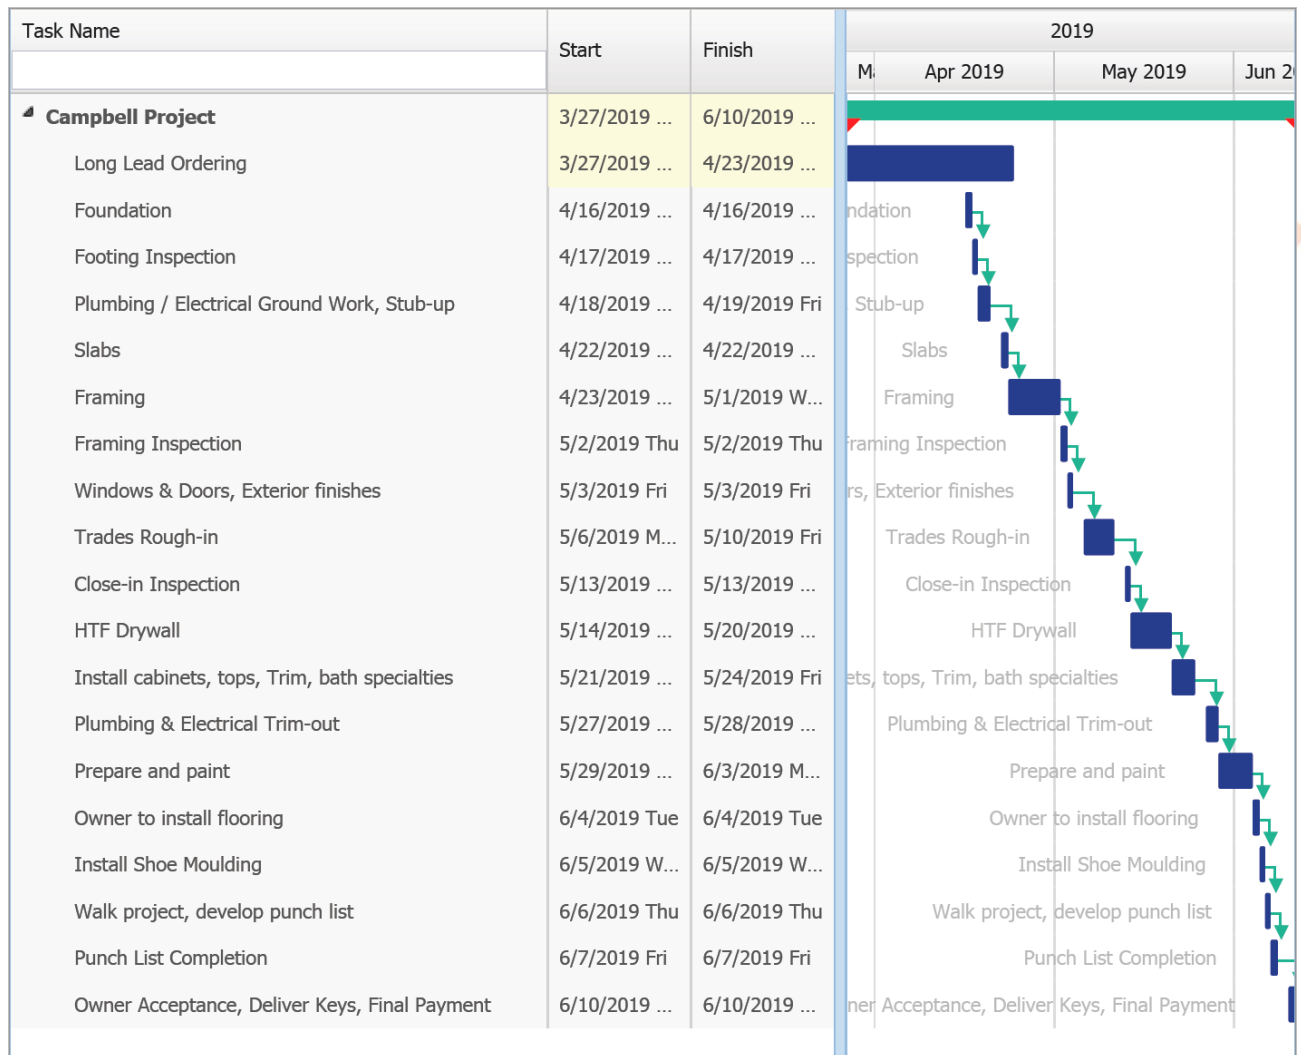 Task Name Start Finish 2019
M Apr 2019 May 2019 Jun 2
Campbell Project 3/27/2019 ... 6/10/2019 ...
Long Lead Ordering 3/27/2019 ... 4/23/2019 ...
Foundation 4/16/2019 ... 4/16/2019 ... ndation
Footing Inspection 4/17/2019 ... 4/17/2019 ... spection
Plumbing / Electrical Ground Work, Stub-up 4/18/2019 ... 4/19/2019 Fri Stub-up
Slabs 4/22/2019 ... 4/22/2019 ... Slabs
Framing 4/23/2019 ... 5/1/2019 W... Framing
Framing Inspection 5/2/2019 Thu 5/2/2019 Thu Framing Inspection
Windows & Doors, Exterior finishes 5/3/2019 Fri 5/3/2019 Fri rs, Exterior finishes
Trades Rough-in 5/6/2019 M... 5/10/2019 Fri Trades Rough-in
Close-in Inspection 5/13/2019 ... 5/13/2019 ... Close-in Inspection
HTF Drywall 5/14/2019 ... 5/20/2019 ... HTF Drywall
Install cabinets, tops, Trim, bath specialties 5/21/2019 ... 5/24/2019 Fri ets, tops, Trim, bath specialties
Plumbing & Electrical Trim-out 5/27/2019 ... 5/28/2019 ... Plumbing & Electrical Trim-out
Prepare and paint 5/29/2019 ... 6/3/2019 M... Prepare and paint
Owner to install flooring 6/4/2019 Tue 6/4/2019 Tue Owner to install flooring
Install Shoe Moulding 6/5/2019 W... 6/5/2019 W... Install Shoe Moulding
Walk project, develop punch list 6/6/2019 Thu 6/6/2019 Thu Walk project, develop punch list
Punch List Completion 6/7/2019 Fri 6/7/2019 Fri Punch List Completion
Owner Acceptance, Deliver Keys, Final Payment 6/10/2019 ... 6/10/2019 ... ner Acceptance, Deliver Keys, Final Payment